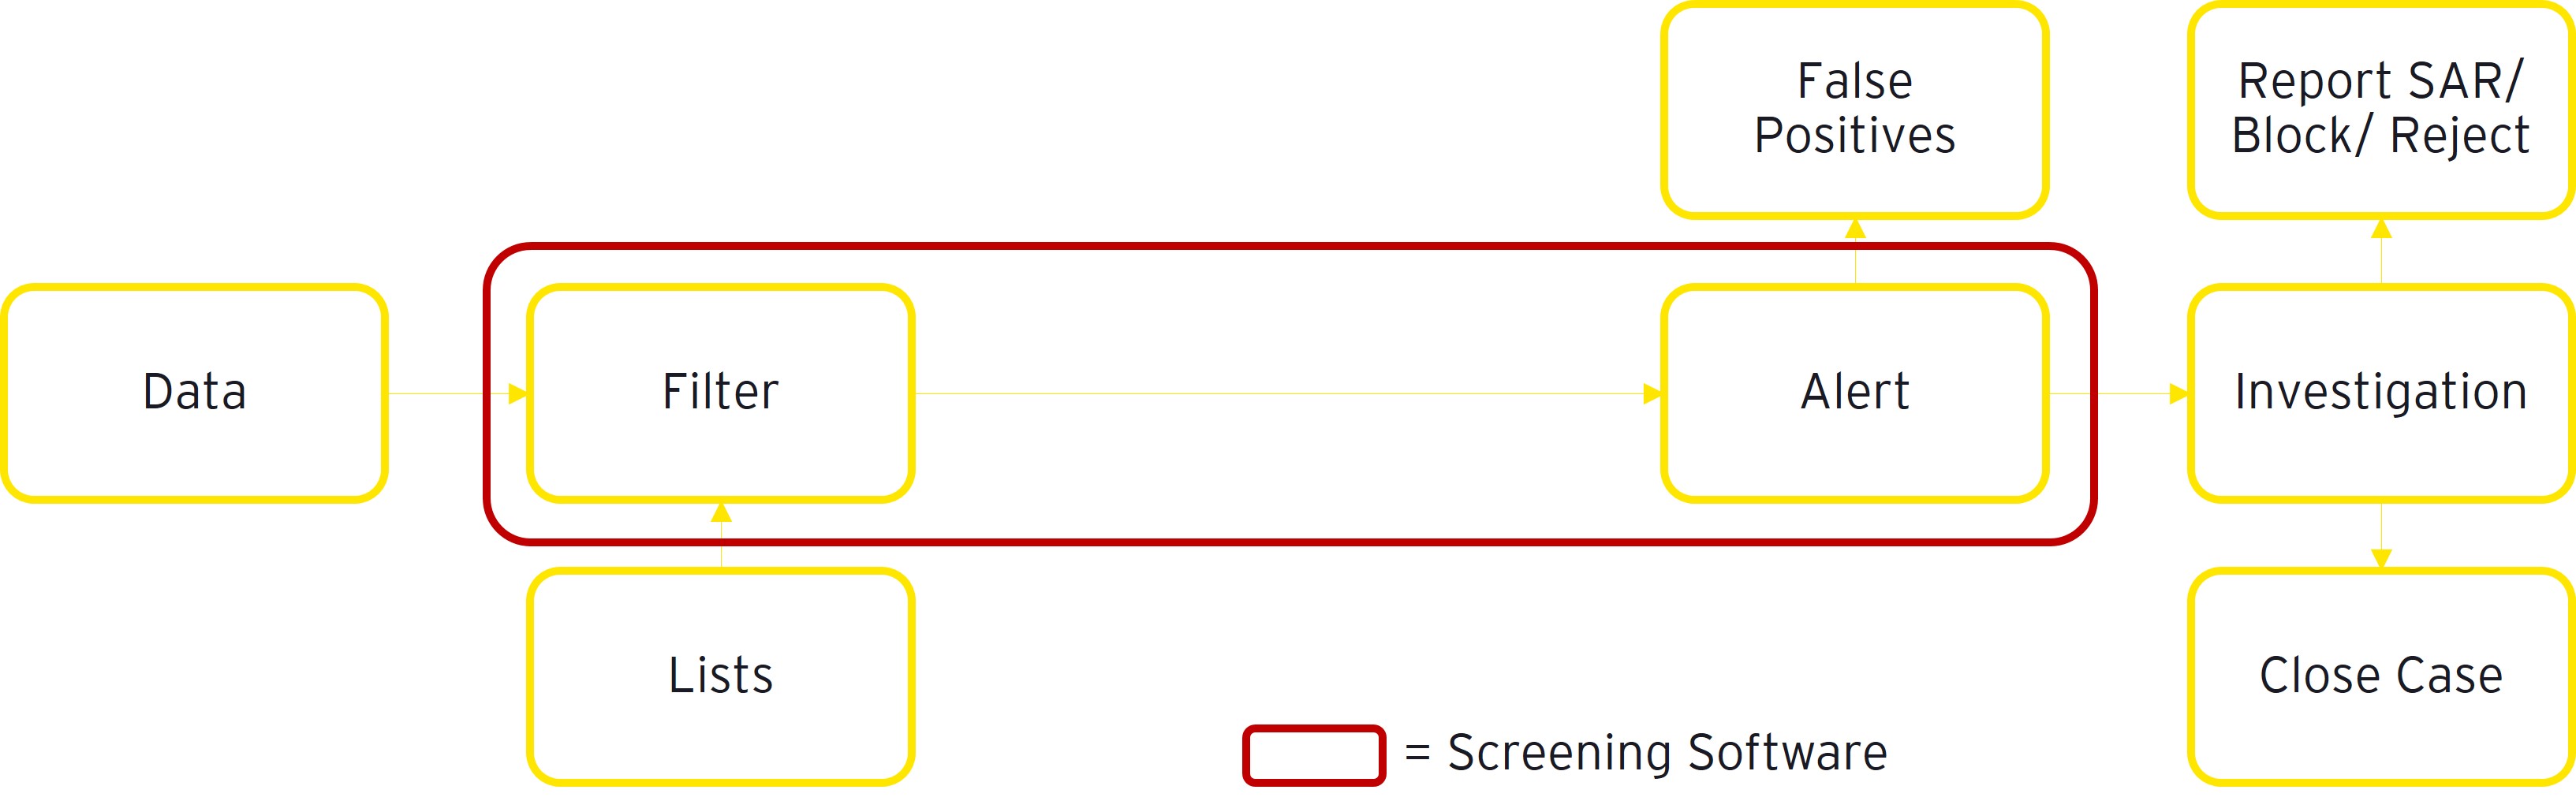 False
Positives
Report SAR/
Block/ Reject
Data
Filter
Alert
Investigation
Lists
Close Case
= Screening Software